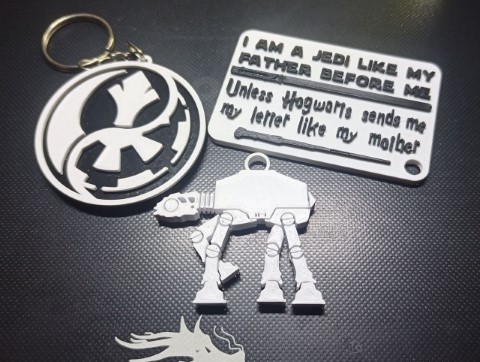 I AM A JEDI LIKE MY
FATHER BEFORE ME
Unless Hogwarts sends me
my letter like my mother